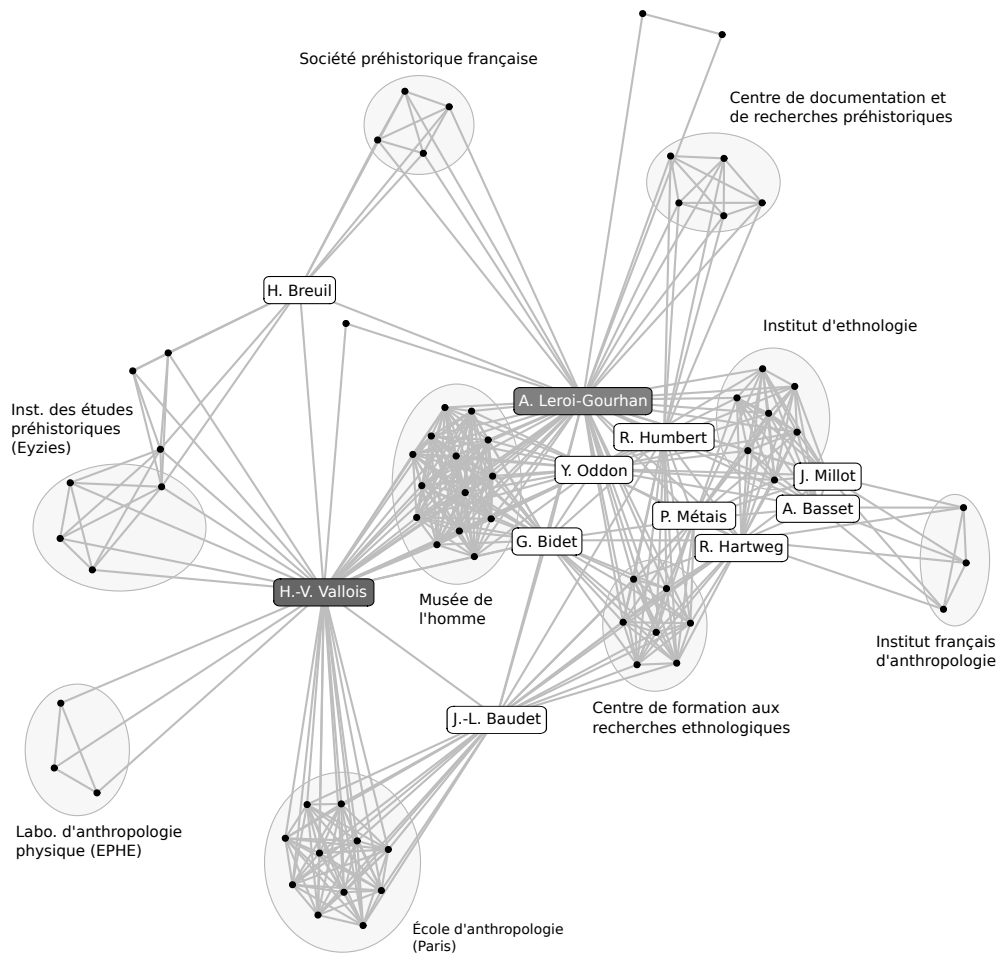 Société préhistorique française
Centre de documentation et
de recherches préhistoriques
H. Breuil
Institut d'ethnologie
A. Leroi-Gourhan
Inst. des études
préhistoriques
(Eyzies)
R. Humbert
Y. Oddon
J. Millot
A. Basset
P. Métais
G. Bidet
R. Hartweg
H.-V. Vallois
Musée de
l'homme
Institut français
d'anthropologie
J.-L. Baudet
Centre de formation aux
recherches ethnologiques
Labo. d'anthropologie
physique (EPHE)
École d'anthropologie
(Paris)